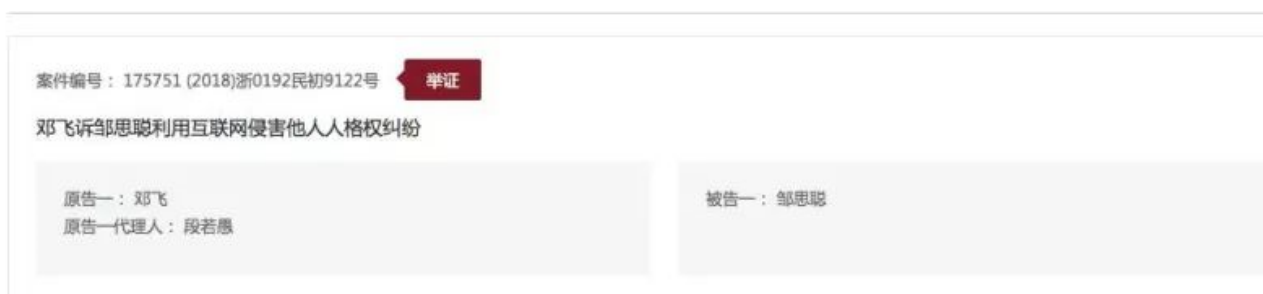 案件编号： 175751 (2018)浙0192民初9122号 举证
邓飞诉邹思聪利用互联网侵害他人人格权纠纷
原告一： 邓飞
原告一代理人： 段若愚
被告一： 邹思聪